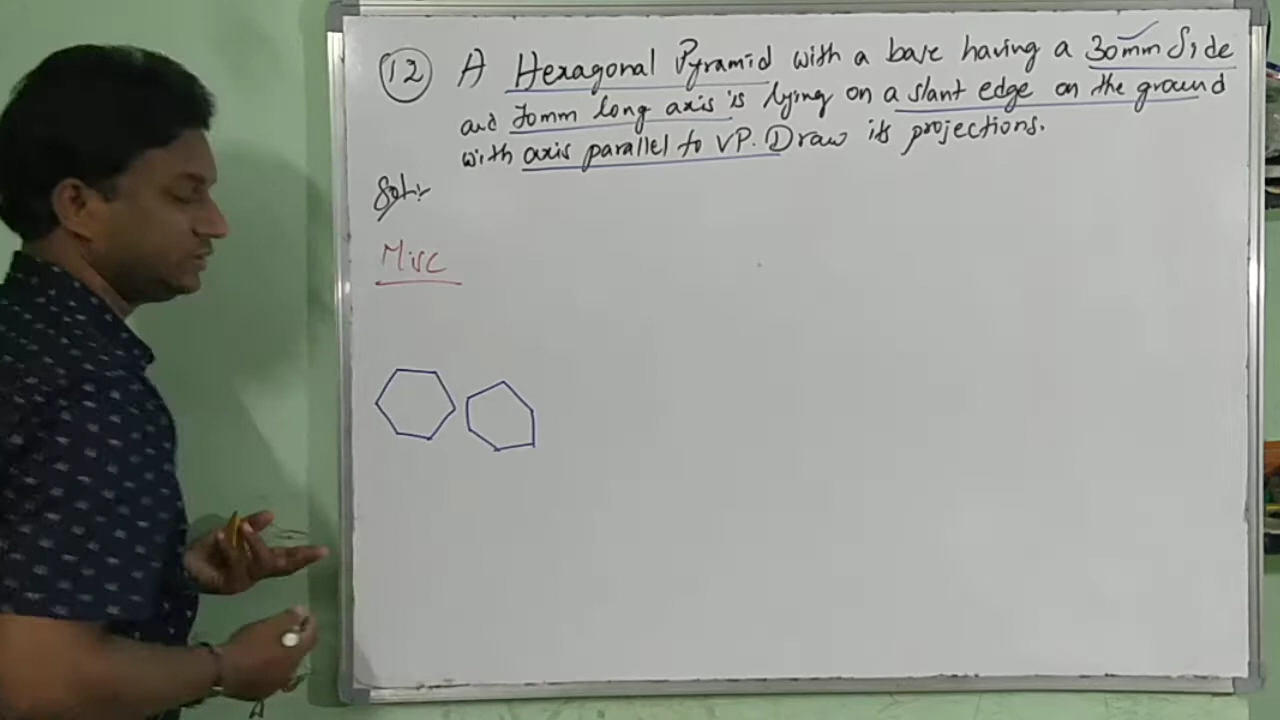 12 A Hexagonal Pyramid with a base having a 30mm Side
and 70mm long axis is lying on a slant edge on the ground
with axis parallel to VP. Draw its projections.
Sol:-
Misc